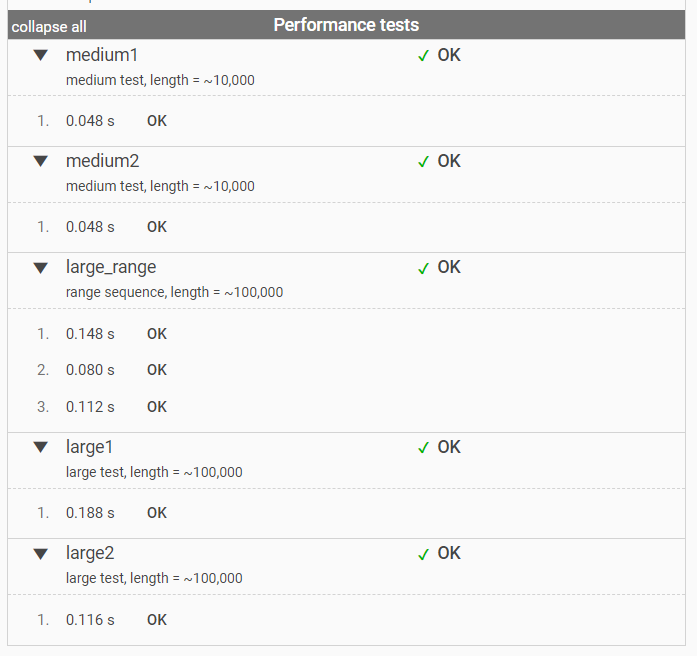 collapse all Performance tests
▼ medium1 ✓ OK
medium test, length = ~10,000
1. 0.048 s OK
▼ medium2 ✓ OK
medium test, length = ~10,000
1. 0.048 s OK
▼ large_range ✓ OK
range sequence, length = ~100,000
1. 0.148 s OK
2. 0.080 s OK
3. 0.112 s OK
▼ large1 ✓ OK
large test, length = ~100,000
1. 0.188 s OK
▼ large2 ✓ OK
large test, length = ~100,000
1. 0.116 s OK